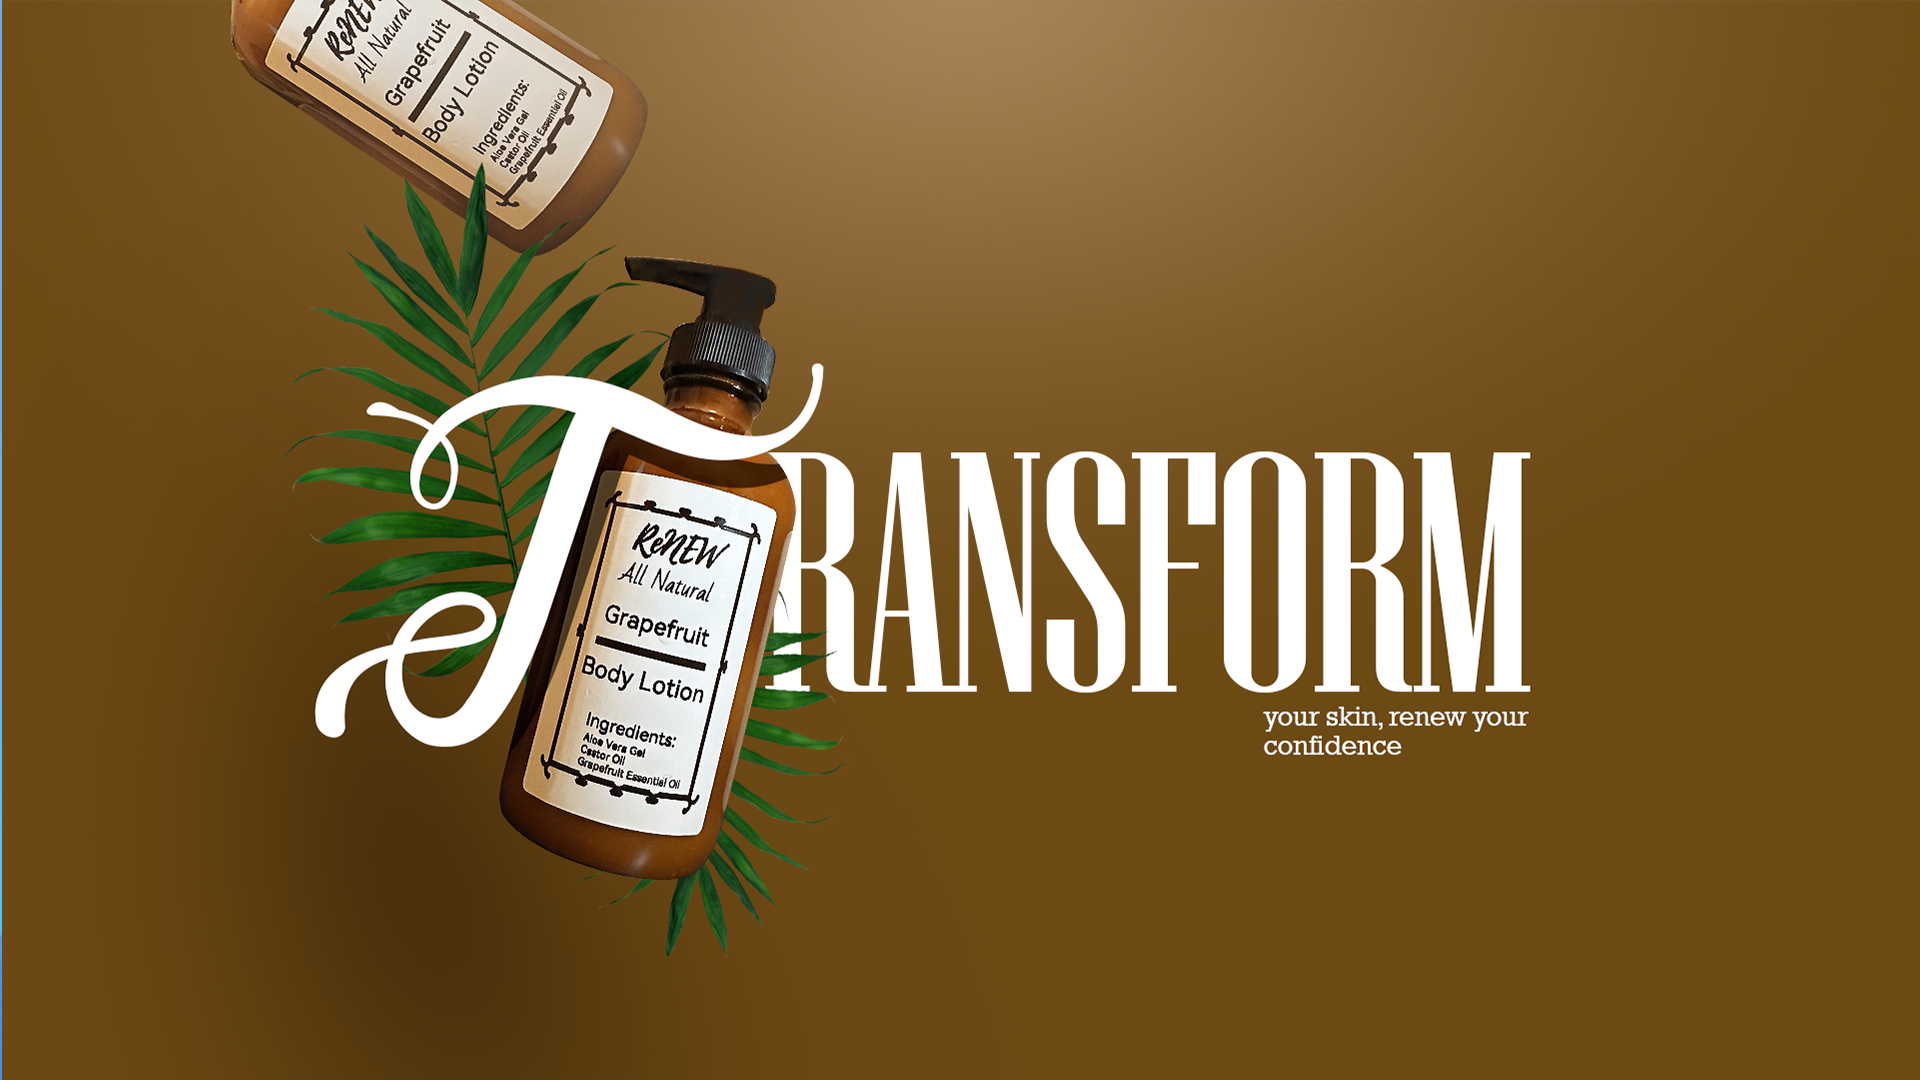 ReNEW
All Natural
Grapefruit
Body Lotion
Ingredients:
Aloe Vera Gel
Castor Oil
Grapefruit Essential Oil
TRANSFORM
ReNEW
All Natural
Grapefruit
Body Lotion
Ingredients:
Aloe Vera Gel
Castor Oil
Grapefruit Essential Oil
your skin, renew your
confidence